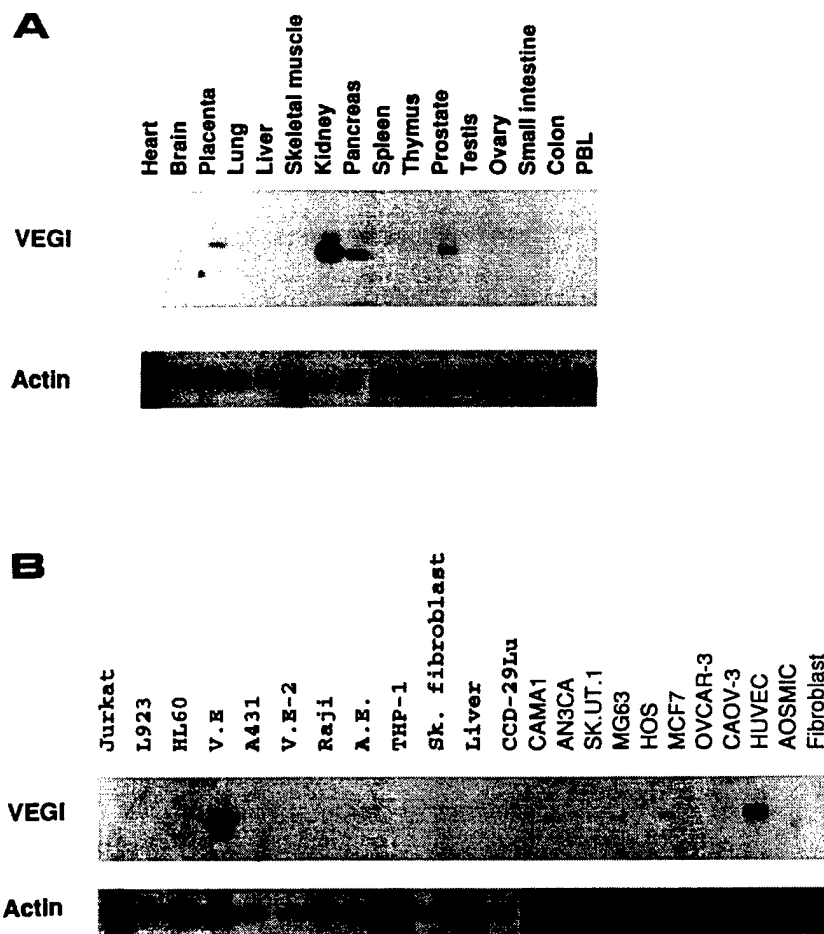 A
Heart
Brain
Placenta
Lung
Liver
Skeletal muscle
Kidney
Pancreas
Spleen
Thymus
Prostate
Testis
Ovary
Small intestine
Colon
PBL
VEGI
Actin
B
Jurkat
L923
HL60
V.E
A431
V.E-2
Raji
A.E.
THP-1
Sk. fibroblast
Liver
CCD-29Lu
CAMA1
AN3CA
SK.UT.1
MG63
HOS
MCF7
OVCAR-3
CAOV-3
HUVEC
AOSMIC
Fibroblast
VEGI
Actin